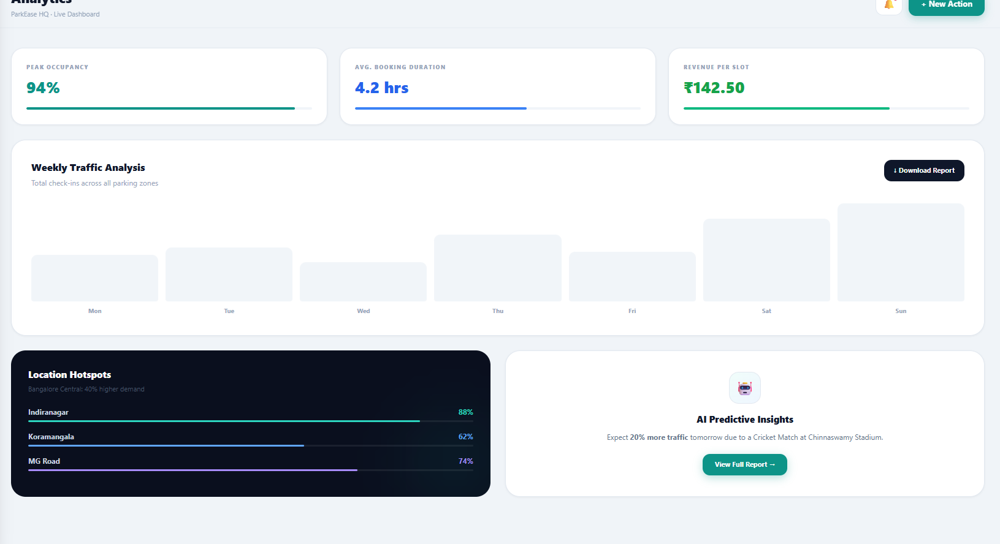 Analytics
ParkEase HQ · Live Dashboard
+ New Action
PEAK OCCUPANCY
94%
AVG. BOOKING DURATION
4.2 hrs
REVENUE PER SLOT
₹142.50
Weekly Traffic Analysis
Total check-ins across all parking zones
↓ Download Report
Mon
Tue
Wed
Thu
Fri
Sat
Sun
Location Hotspots
Bangalore Central: 40% higher demand
Indiranagar 88%
Koramangala 62%
MG Road 74%
AI Predictive Insights
Expect 20% more traffic tomorrow due to a Cricket Match at Chinnaswamy Stadium.
View Full Report →